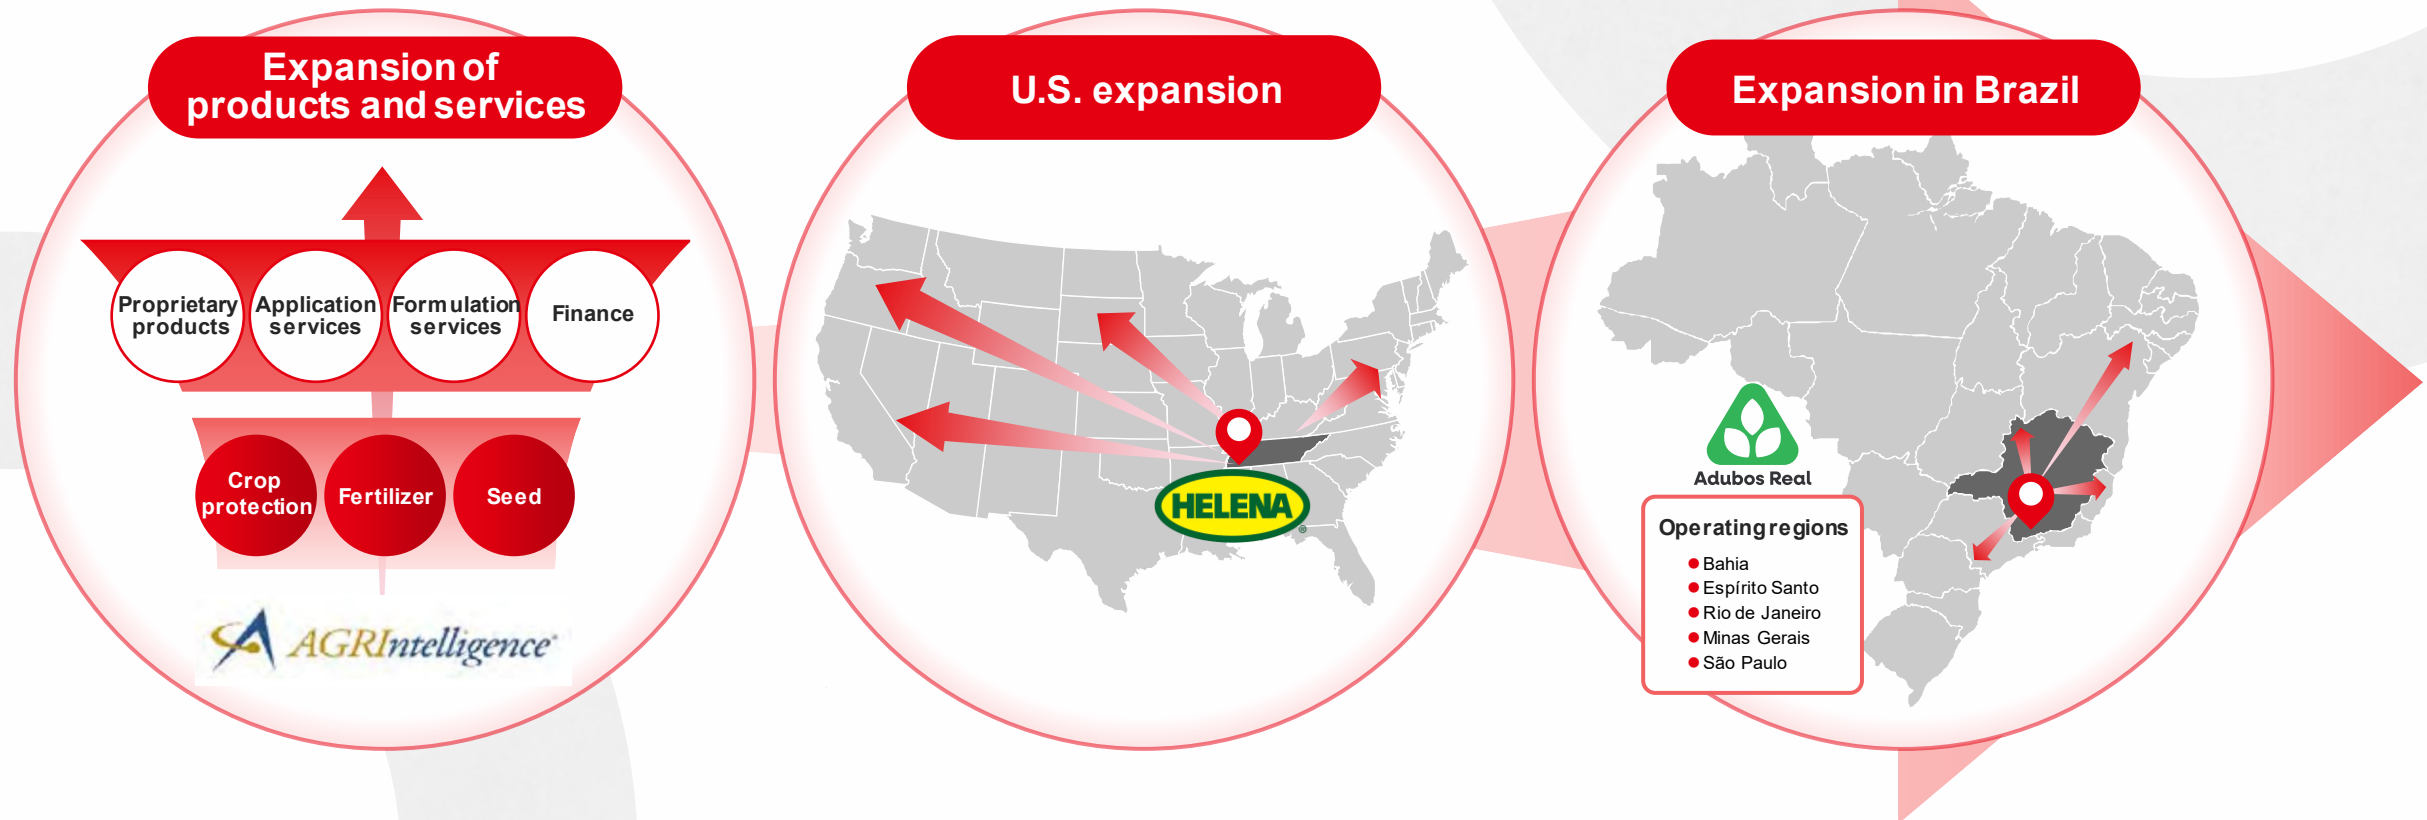 Expansion of
products and services
Proprietary
products
Application
services
Formulation
services
Finance
Crop
protection
Fertilizer
Seed
AGRIntelligence
U.S. expansion
HELENA
®
Expansion in Brazil
Adubos Real
Operating regions
Bahia
Espírito Santo
Rio de Janeiro
Minas Gerais
São Paulo